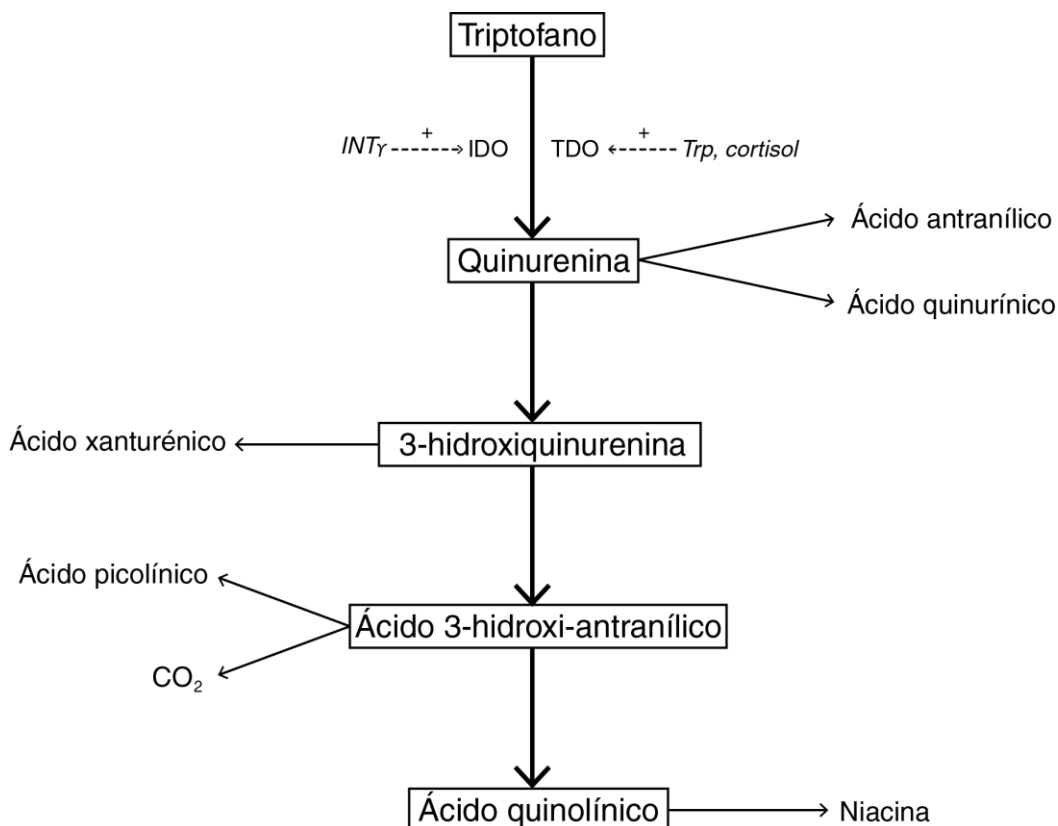 Triptofano
+
+
INTγ
IDO
TDO
Trp, cortisol
Ácido antranílico
Quinurenina
Ácido quinurínico
Ácido xanturénico
3-hidroxiquinurenina
Ácido picolínico
Ácido 3-hidroxi-antranílico
CO₂
Ácido quinolínico
Niacina